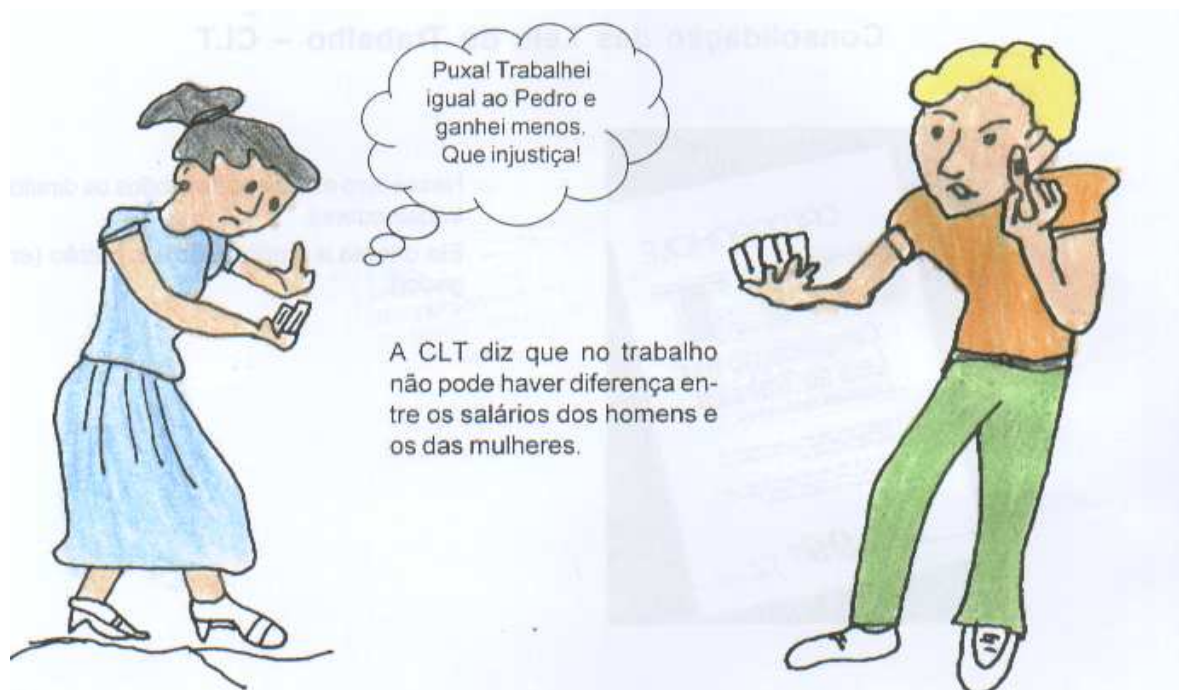 Puxa! Trabalhei
igual ao Pedro e
ganhei menos.
Que injustiça!
A CLT diz que no trabalho
não pode haver diferença en-
tre os salários dos homens e
os das mulheres.
Consolidação das Leis do Trabalho – CLT